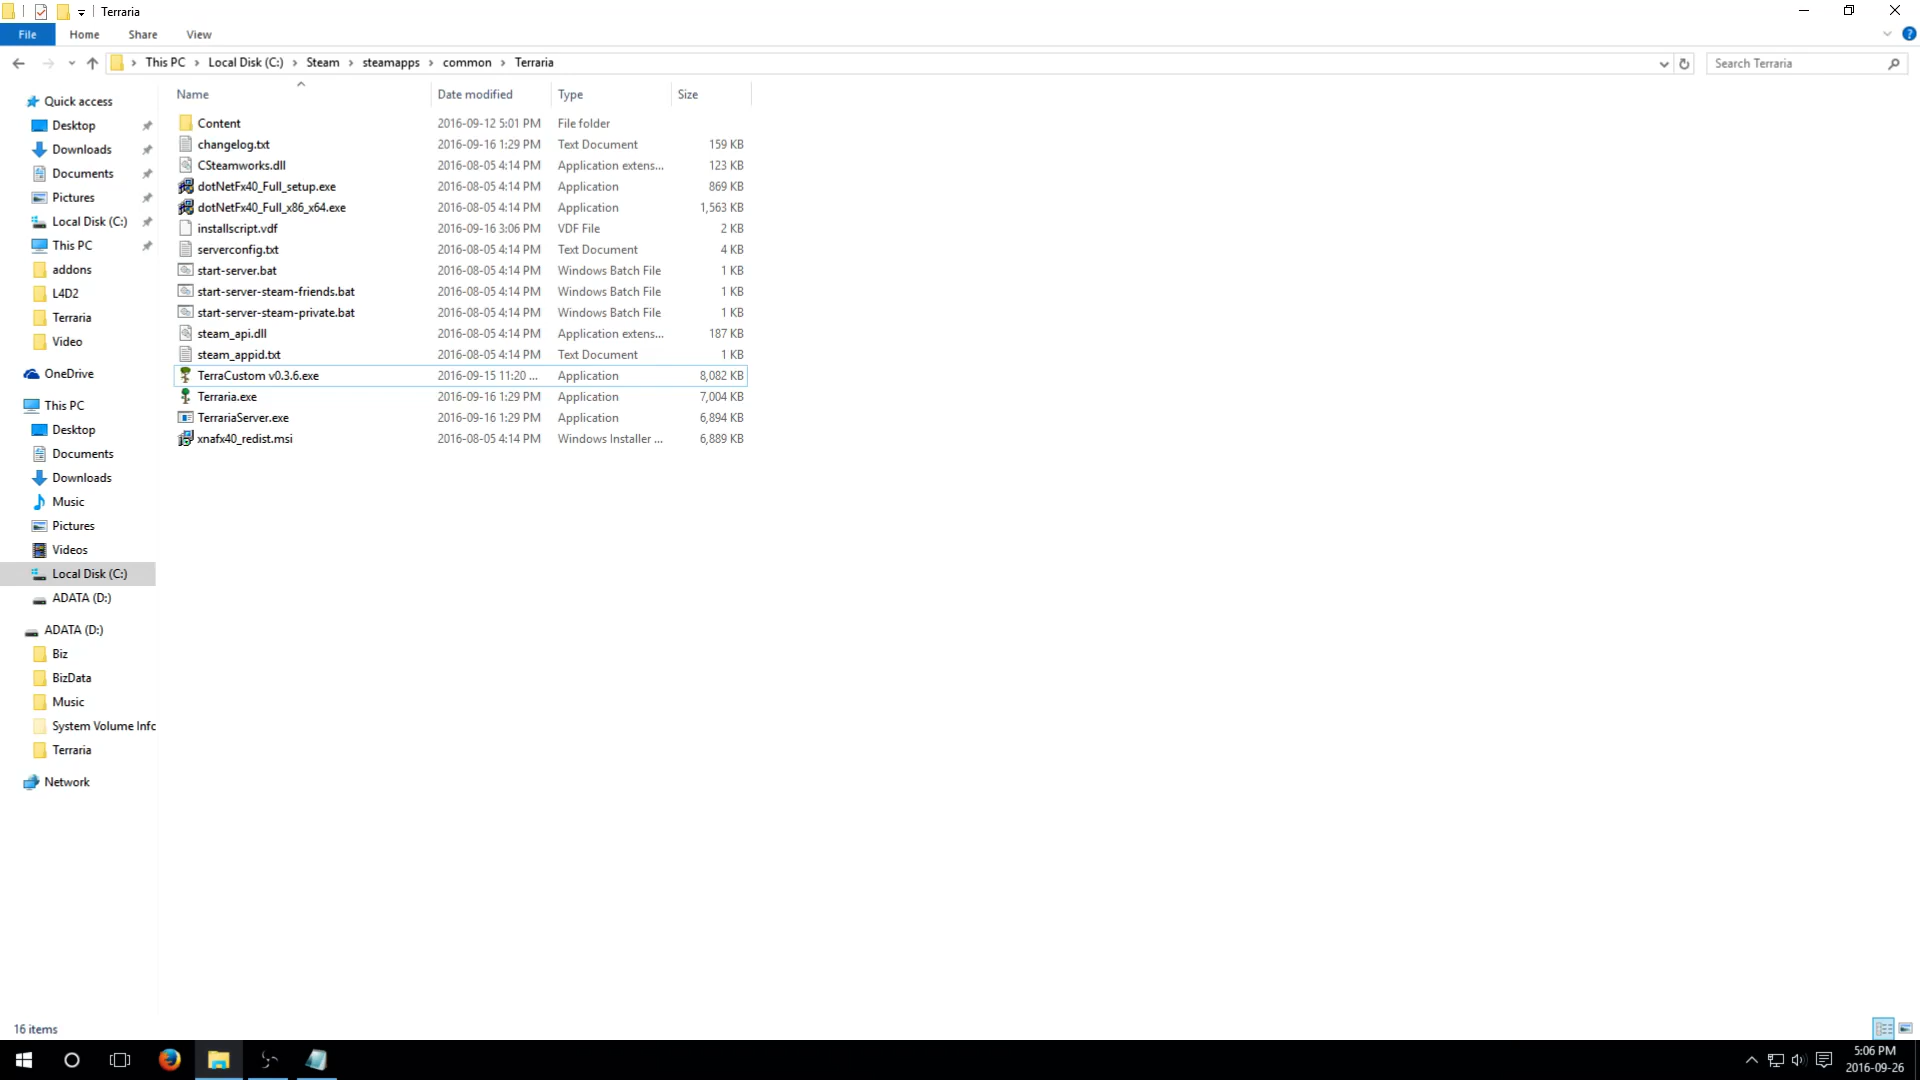 Terraria
File Home Share View
This PC Local Disk (C:) Steam steamapps common Terraria
Search Terraria
Name Date modified Type Size
Quick access
Desktop
Downloads
Documents
Pictures
Local Disk (C:)
This PC
addons
L4D2
Terraria
Video
OneDrive
This PC
Desktop
Documents
Downloads
Music
Pictures
Videos
Local Disk (C:)
ADATA (D:)
ADATA (D:)
Biz
BizData
Music
System Volume Infc
Terraria
Network
Content 2016-09-12 5:01 PM File folder
changelog.txt 2016-09-16 1:29 PM Text Document 159 KB
CSteamworks.dll 2016-08-05 4:14 PM Application extens... 123 KB
dotNetFx40_Full_setup.exe 2016-08-05 4:14 PM Application 869 KB
dotNetFx40_Full_x86_x64.exe 2016-08-05 4:14 PM Application 1,563 KB
installscript.vdf 2016-09-16 3:06 PM VDF File 2 KB
serverconfig.txt 2016-08-05 4:14 PM Text Document 4 KB
start-server.bat 2016-08-05 4:14 PM Windows Batch File 1 KB
start-server-steam-friends.bat 2016-08-05 4:14 PM Windows Batch File 1 KB
start-server-steam-private.bat 2016-08-05 4:14 PM Windows Batch File 1 KB
steam_api.dll 2016-08-05 4:14 PM Application extens... 187 KB
steam_appid.txt 2016-08-05 4:14 PM Text Document 1 KB
TerraCustom v0.3.6.exe 2016-09-15 11:20 ... Application 8,082 KB
Terraria.exe 2016-09-16 1:29 PM Application 7,004 KB
TerrariaServer.exe 2016-09-16 1:29 PM Application 6,894 KB
xnafx40_redist.msi 2016-08-05 4:14 PM Windows Installer ... 6,889 KB
16 items
5:06 PM
2016-09-26